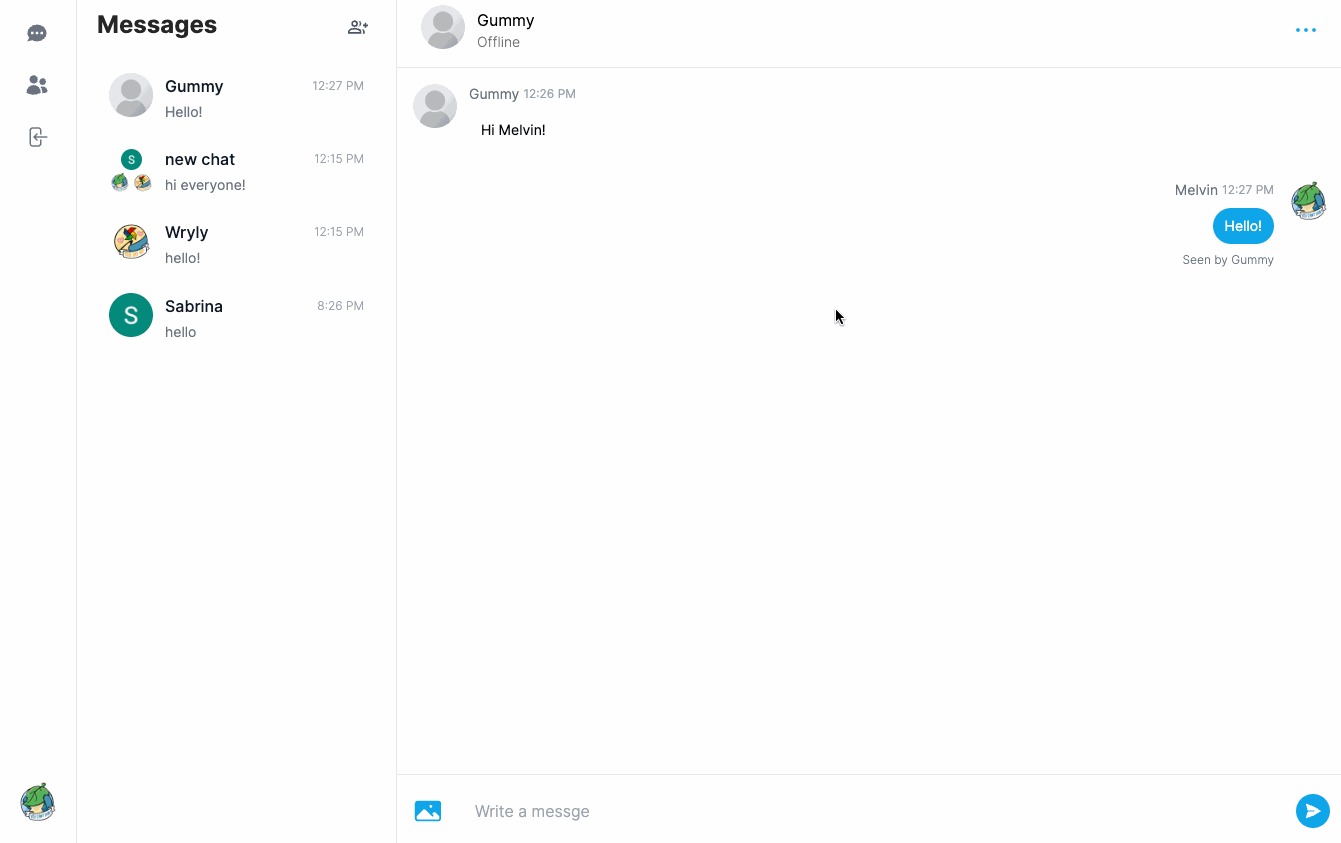 Messages
Gummy 12:27 PM
Hello!
S
new chat 12:15 PM
hi everyone!
Wryly 12:15 PM
hello!
S
Sabrina 8:26 PM
hello
Gummy
Offline
Gummy 12:26 PM
Hi Melvin!
Melvin 12:27 PM
Hello!
Seen by Gummy
Write a messge